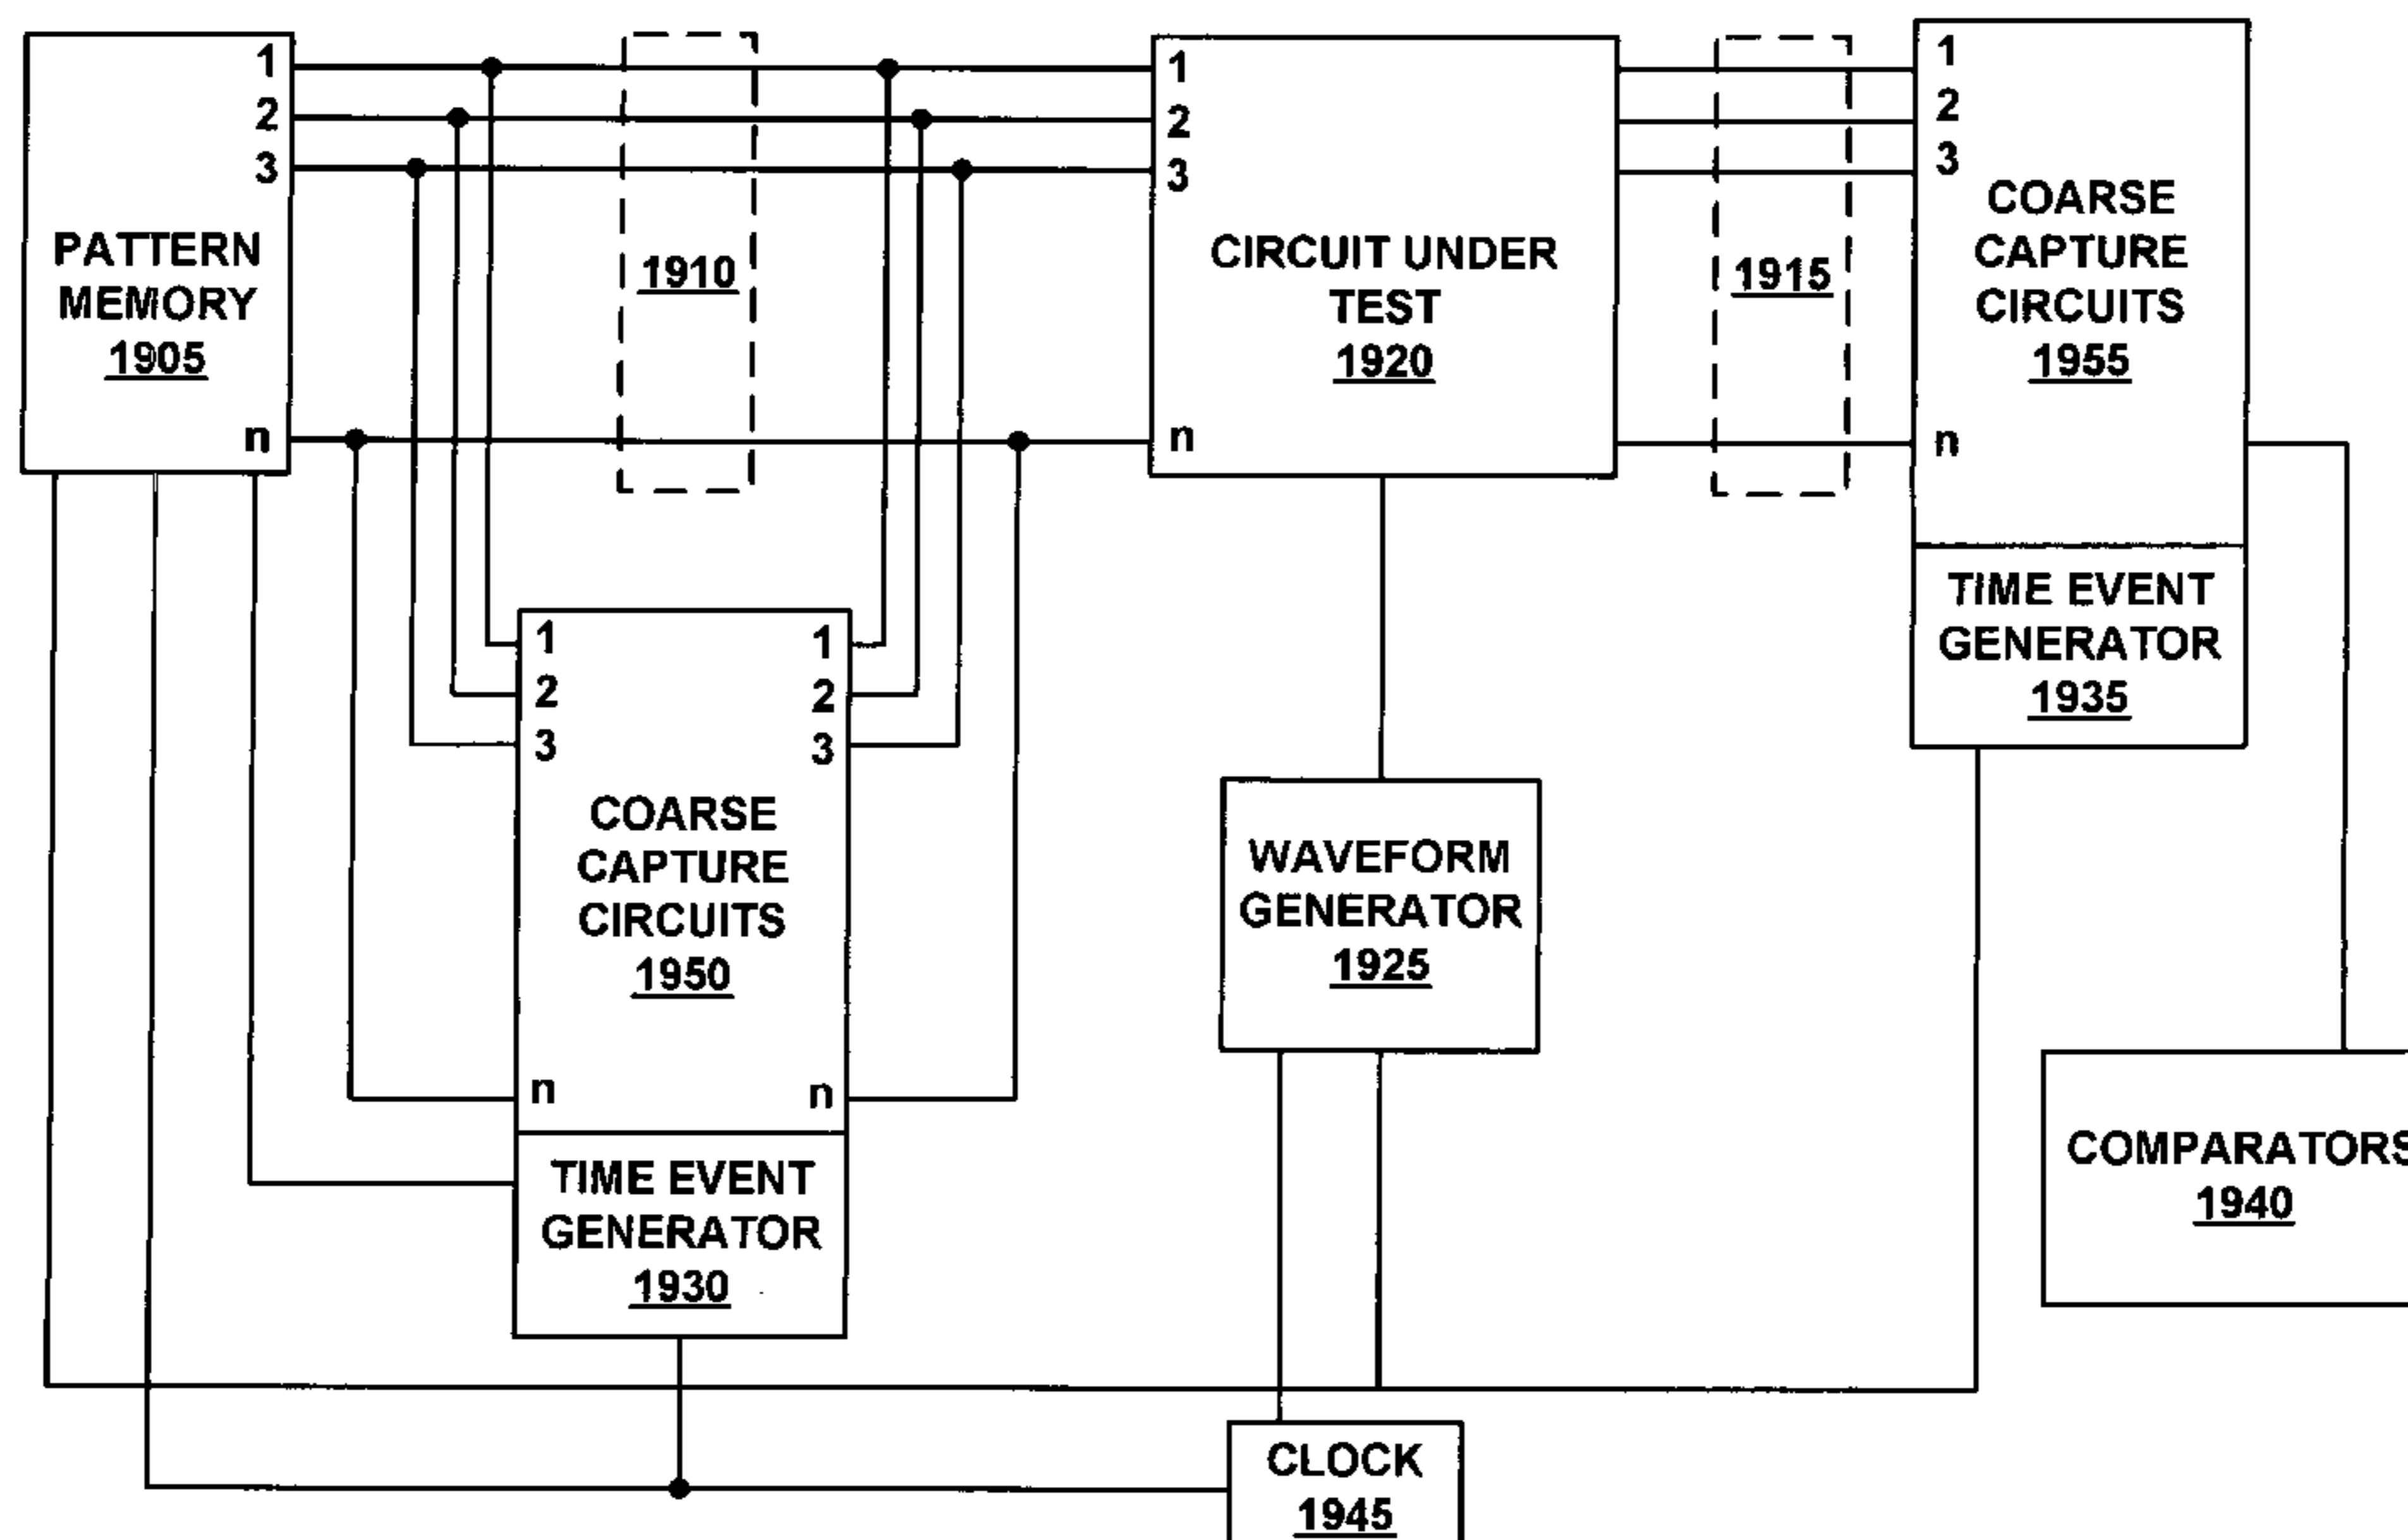 1
2
3
PATTERN
MEMORY
1905
n
1910
1
2
3
CIRCUIT UNDER
TEST
1920
n
1915
1
2
3
COARSE
CAPTURE
CIRCUITS
1955
n
TIME EVENT
GENERATOR
1935
1
2
3
1
2
3
COARSE
CAPTURE
CIRCUITS
1950
n
n
TIME EVENT
GENERATOR
1930
WAVEFORM
GENERATOR
1925
COMPARATORS
1940
CLOCK
1945